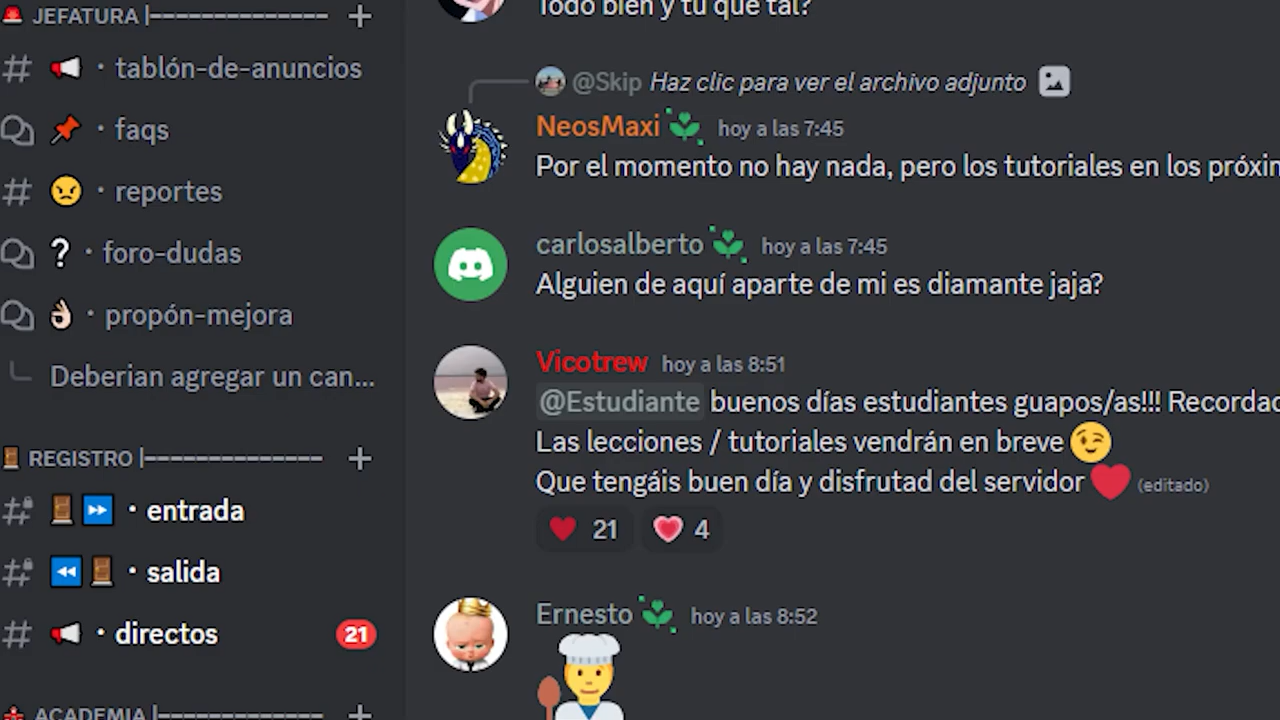 JEFATURA |--------------
tablón-de-anuncios
faqs
reportes
foro-dudas
propón-mejora
Deberian agregar un can...
REGISTRO |--------------
entrada
salida
directos
21
ACADEMIA |-------------
Todo bien y tu que tal?
@Skip Haz clic para ver el archivo adjunto
NeosMaxi hoy a las 7:45
Por el momento no hay nada, pero los tutoriales en los próxim
carlosalberto hoy a las 7:45
Alguien de aquí aparte de mi es diamante jaja?
Vicotrew hoy a las 8:51
@Estudiante buenos días estudiantes guapos/as!!! Recordad
Las lecciones / tutoriales vendrán en breve
Que tengáis buen día y disfrutad del servidor (editado)
21 4
Ernesto hoy a las 8:52